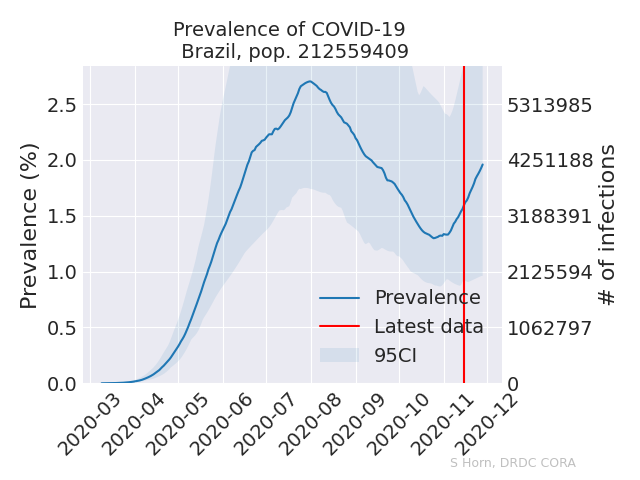 Prevalence of COVID-19
Brazil, pop. 212559409
Prevalence (%)
2.5
2.0
1.5
1.0
0.5
0.0
5313985
4251188
3188391
2125594
1062797
0
# of infections
Prevalence
Latest data
95CI
2020-03
2020-04
2020-05
2020-06
2020-07
2020-08
2020-09
2020-10
2020-11
2020-12
S Horn, DRDC CORA